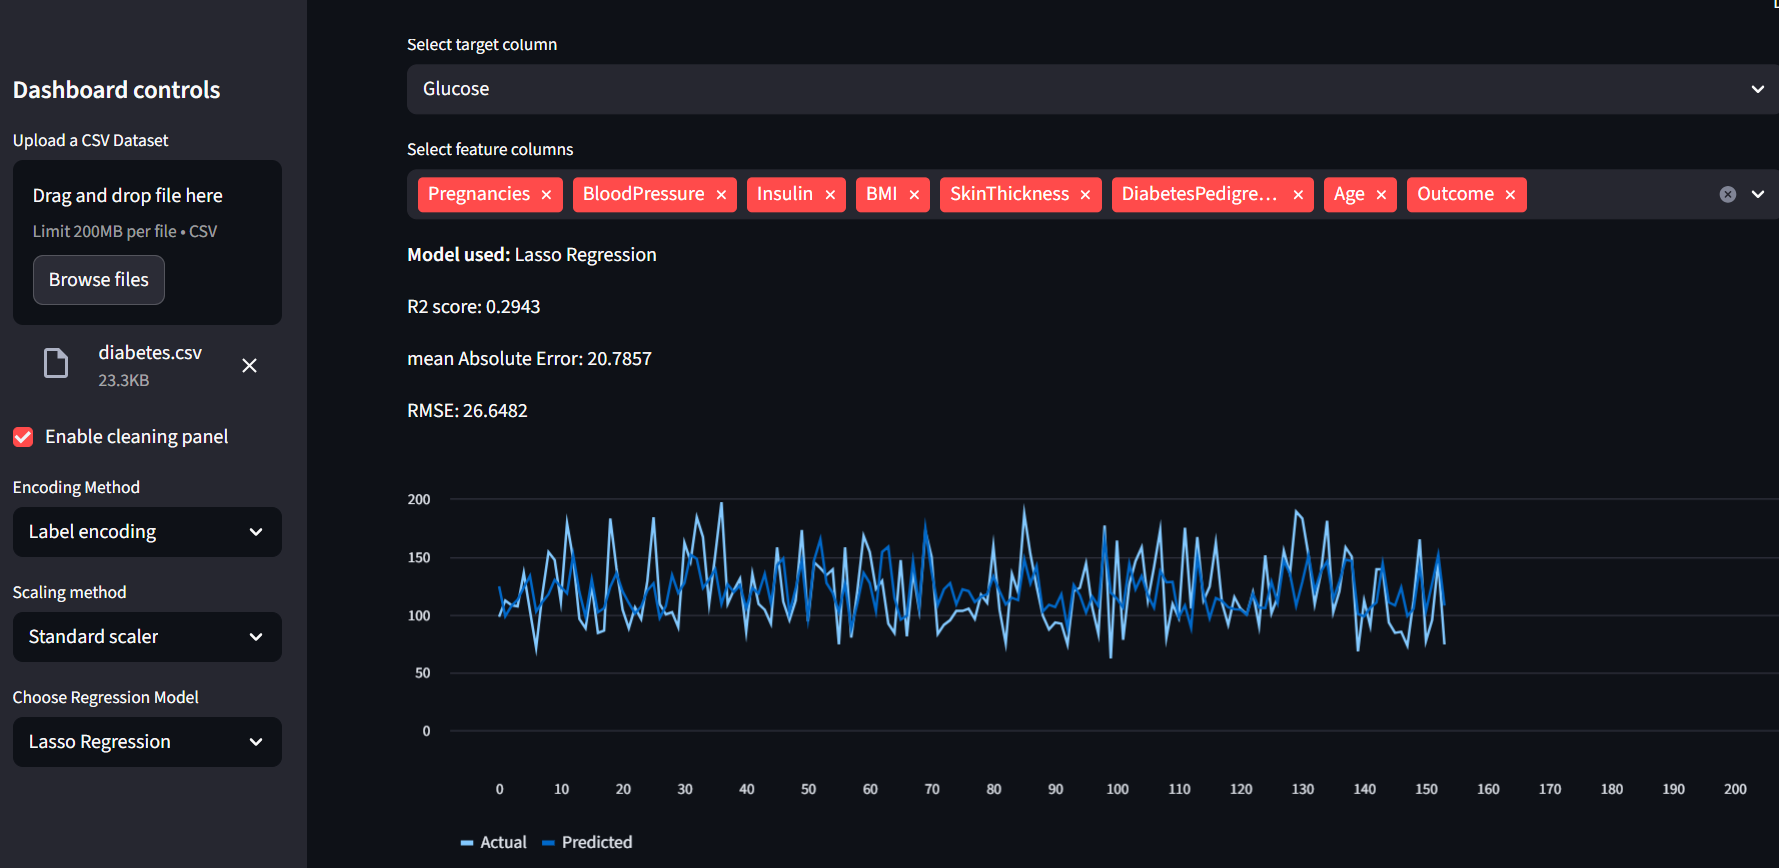 Dashboard controls
Upload a CSV Dataset
Drag and drop file here
Limit 200MB per file • CSV
Browse files
diabetes.csv
23.3KB
Enable cleaning panel
Encoding Method
Label encoding
Scaling method
Standard scaler
Choose Regression Model
Lasso Regression
Select target column
Glucose
Select feature columns
Pregnancies BloodPressure Insulin BMI SkinThickness DiabetesPedigre... Age Outcome
Model used: Lasso Regression
R2 score: 0.2943
mean Absolute Error: 20.7857
RMSE: 26.6482
200
150
100
50
0
0 10 20 30 40 50 60 70 80 90 100 110 120 130 140 150 160 170 180 190 200
Actual Predicted